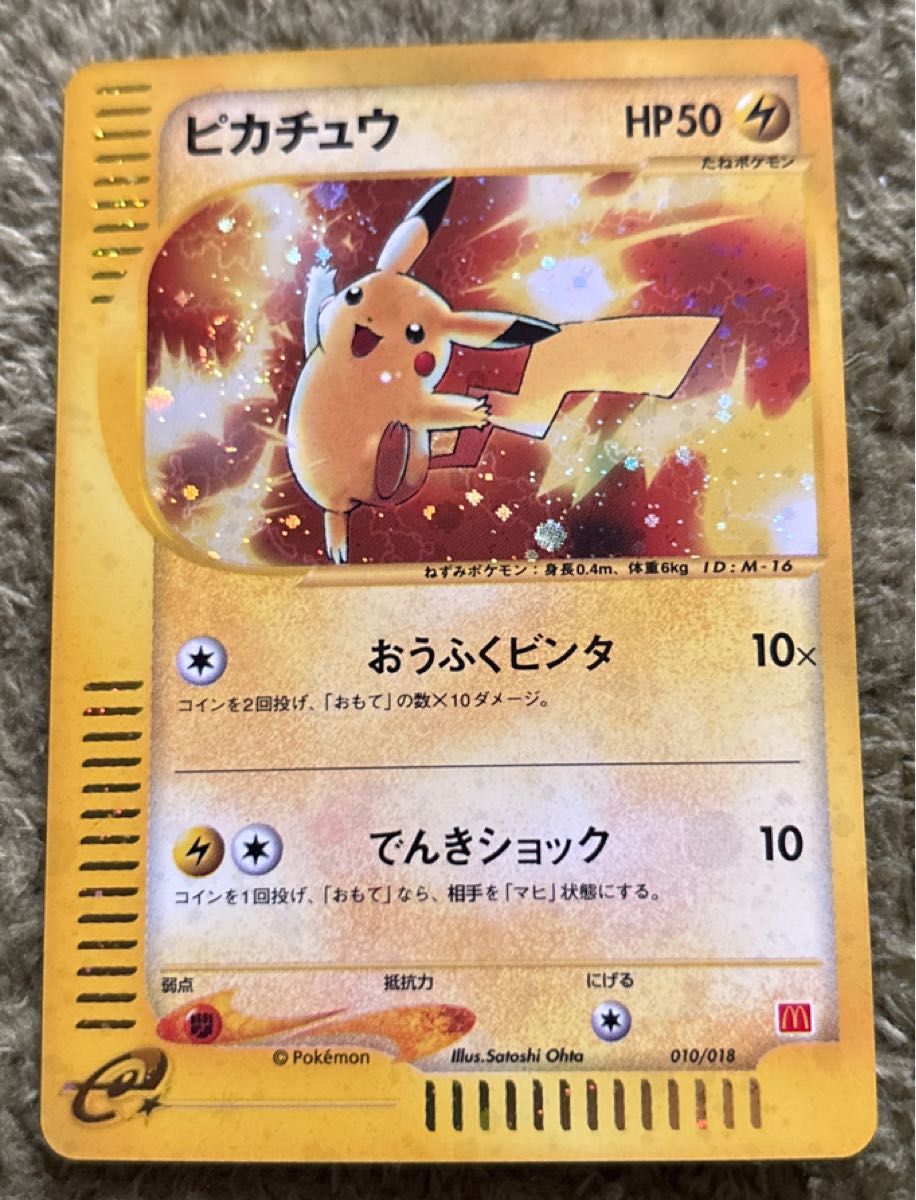 ピカチュウ HP50
たねポケモン
ねずみポケモン：身長0.4m、体重6kg ID:M-16
おうふくビンタ 10×
コインを2回投げ、「おもて」の数×10ダメージ。
でんきショック 10
コインを1回投げ、「おもて」なら、相手を「マヒ」状態にする。
弱点 抵抗力 にげる
© Pokémon Illus.Satoshi Ohta 010/018
e